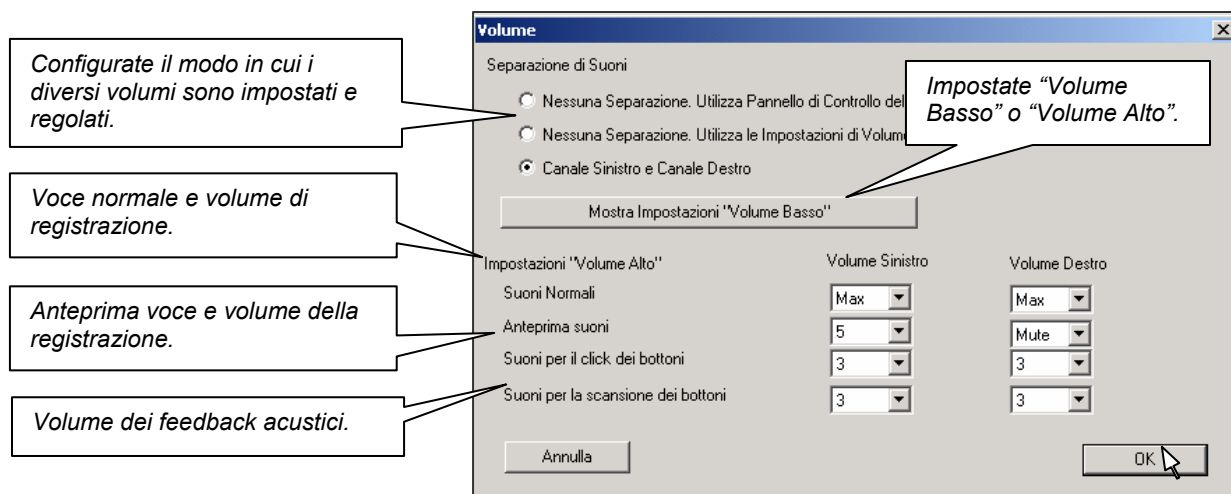 Volume
Configurate il modo in cui i
diversi volumi sono impostati e
regolati.
Separazione di Suoni
Nessuna Separazione. Utilizza Pannello di Controllo del
Nessuna Separazione. Utilizza le Impostazioni di Volume
Canale Sinistro e Canale Destro
Impostate “Volume
Basso” o “Volume Alto”.
Mostra Impostazioni "Volume Basso"
Voce normale e volume di
registrazione.
Impostazioni "Volume Alto" Volume Sinistro Volume Destro
Suoni Normali Max Max
Anteprima voce e volume della
registrazione.
Anteprima suoni 5 Mute
Suoni per il click dei bottoni 3 3
Suoni per la scansione dei bottoni 3 3
Volume dei feedback acustici.
Annulla OK